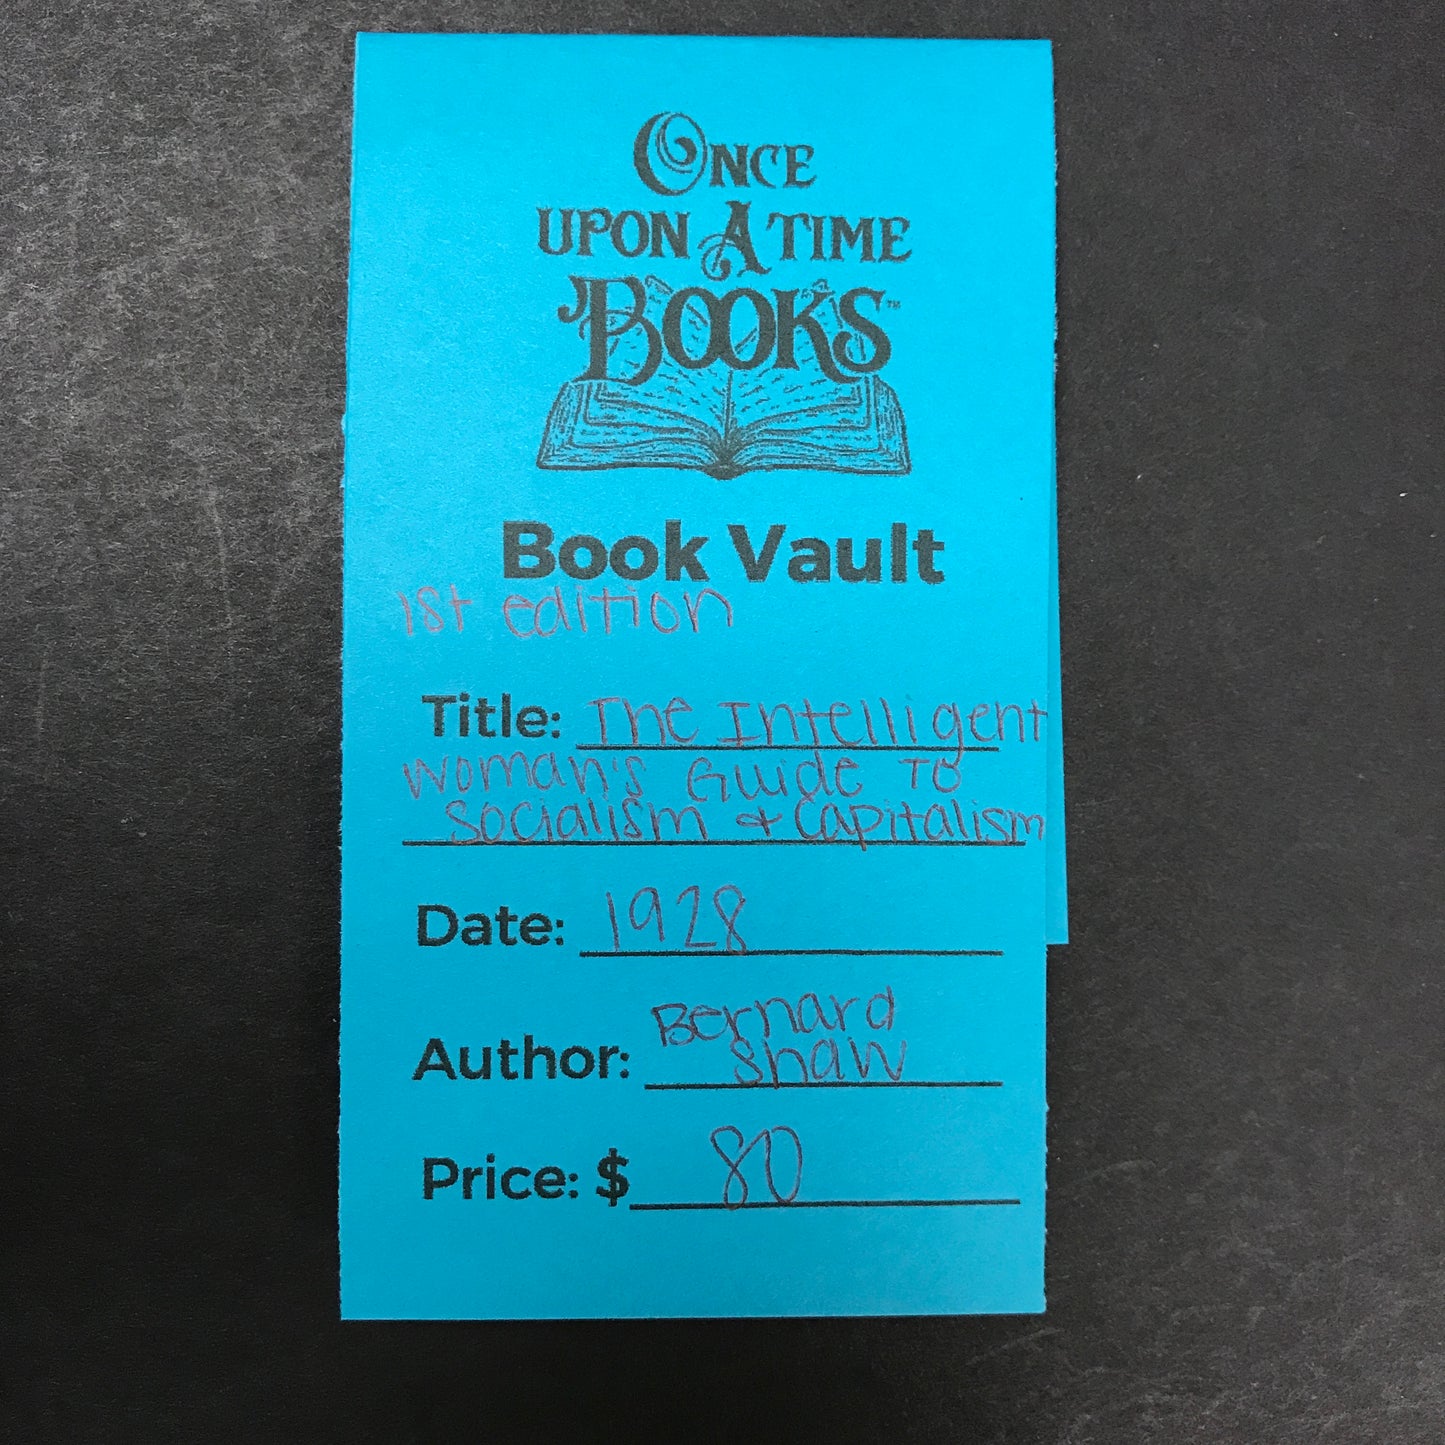 ONCE
UPON A TIME
BOOKS™
Book Vault
1st edition
Title: The Intelligent
woman's Guide To
Socialism + Capitalism
Date: 1928
Author: Bernard
Shaw
Price: $ 80